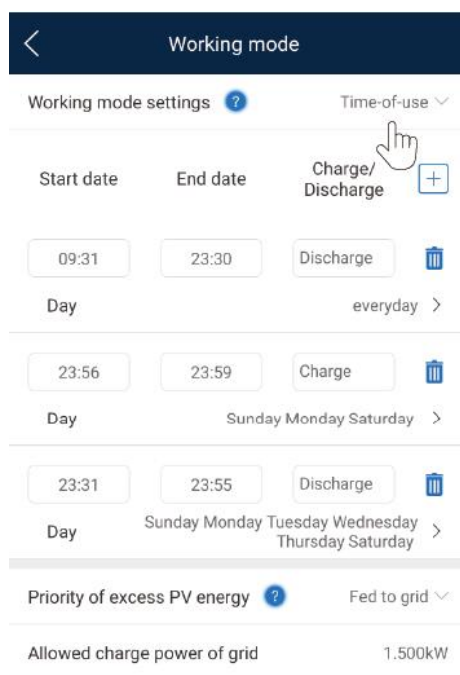 Working mode
Working mode settings ? Time-of-use
Start date End date Charge/
Discharge
09:31 23:30 Discharge
Day everyday
23:56 23:59 Charge
Day Sunday Monday Saturday
23:31 23:55 Discharge
Day Sunday Monday Tuesday Wednesday
Thursday Saturday
Priority of excess PV energy ? Fed to grid
Allowed charge power of grid 1.500kW